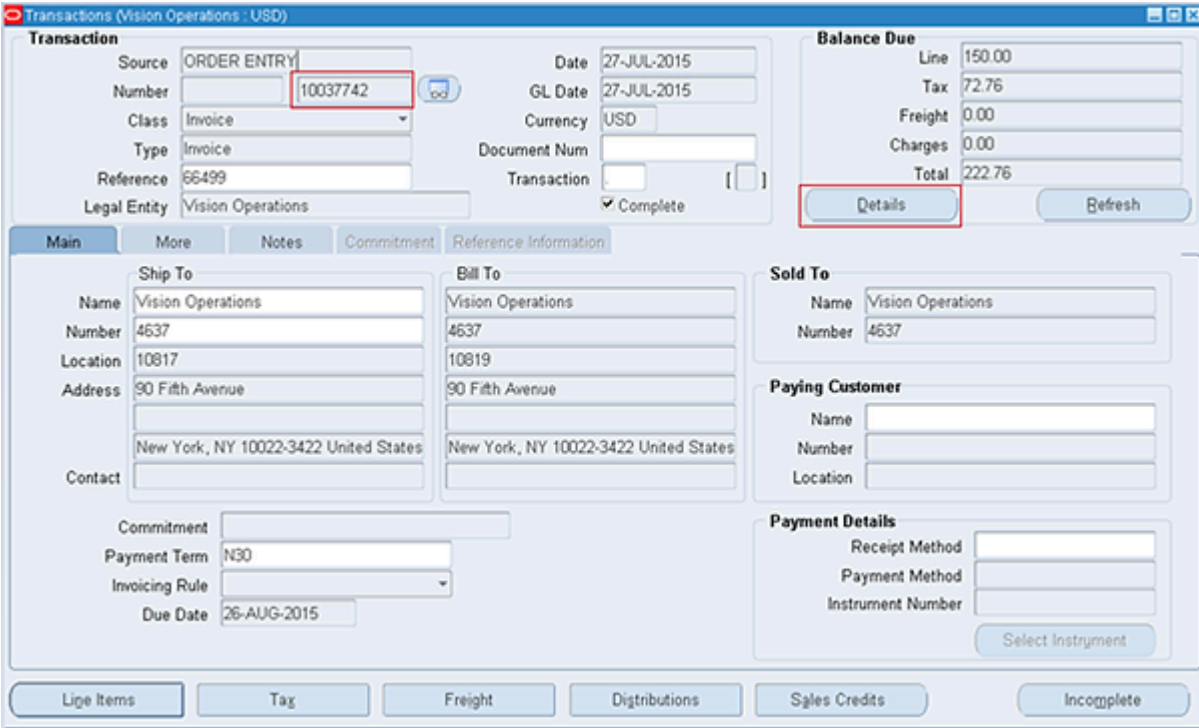 Transactions (Vision Operations : USD)
Transaction
Source ORDER ENTRY
Number 10037742
Class Invoice
Type Invoice
Reference 66499
Legal Entity Vision Operations
Date 27-JUL-2015
GL Date 27-JUL-2015
Currency USD
Document Num
Transaction . [ ]
Complete
Balance Due
Line 150.00
Tax 72.76
Freight 0.00
Charges 0.00
Total 222.76
Details Refresh
Main More Notes Commitment Reference Information
Ship To Bill To
Name Vision Operations Vision Operations
Number 4637 4637
Location 10817 10819
Address 90 Fifth Avenue 90 Fifth Avenue
New York, NY 10022-3422 United States New York, NY 10022-3422 United States
Contact
Sold To
Name Vision Operations
Number 4637
Paying Customer
Name
Number
Location
Commitment
Payment Term N30
Invoicing Rule
Due Date 26-AUG-2015
Payment Details
Receipt Method
Payment Method
Instrument Number
Select Instrument
Line Items Tax Freight Distributions Sales Credits Incomplete